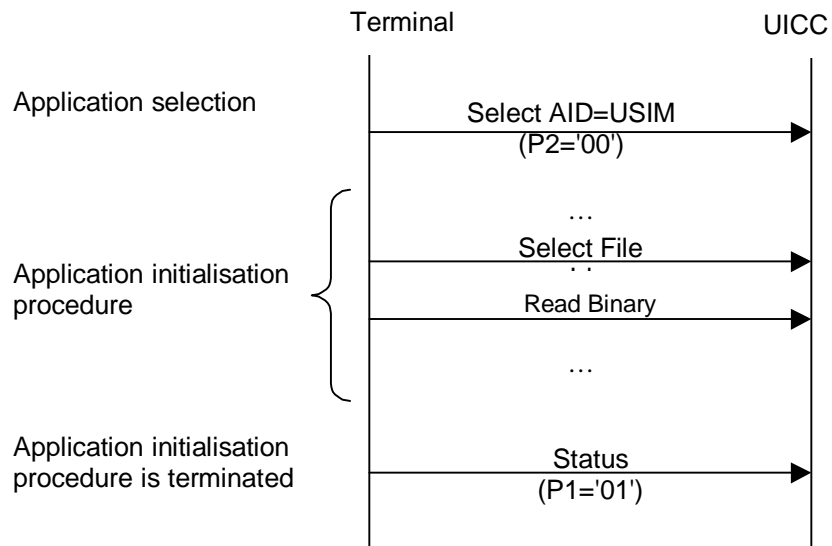 Terminal
UICC
Application selection
Select AID=USIM
(P2='00')
...
Select File
. .
Application initialisation
procedure
Read Binary
...
Application initialisation
procedure is terminated
Status
(P1='01')